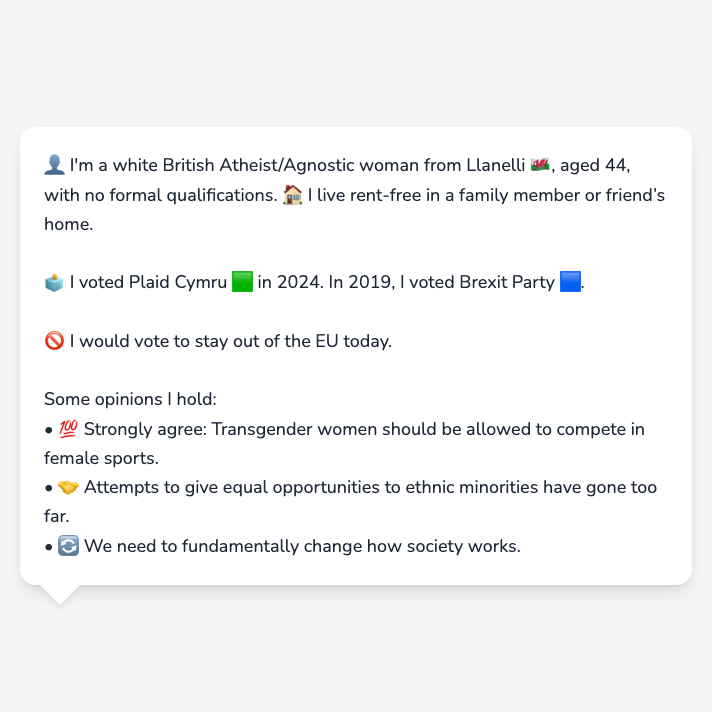 👤 I'm a white British Atheist/Agnostic woman from Llanelli 🏴󠁧󠁢󠁷󠁬󠁳󠁿, aged 44,
with no formal qualifications. 🏠 I live rent-free in a family member or friend’s
home.
🗳️ I voted Plaid Cymru 🟩 in 2024. In 2019, I voted Brexit Party 🟦.
🚫 I would vote to stay out of the EU today.
Some opinions I hold:
• 💯 Strongly agree: Transgender women should be allowed to compete in
female sports.
• 🤝 Attempts to give equal opportunities to ethnic minorities have gone too
far.
• 🔄 We need to fundamentally change how society works.